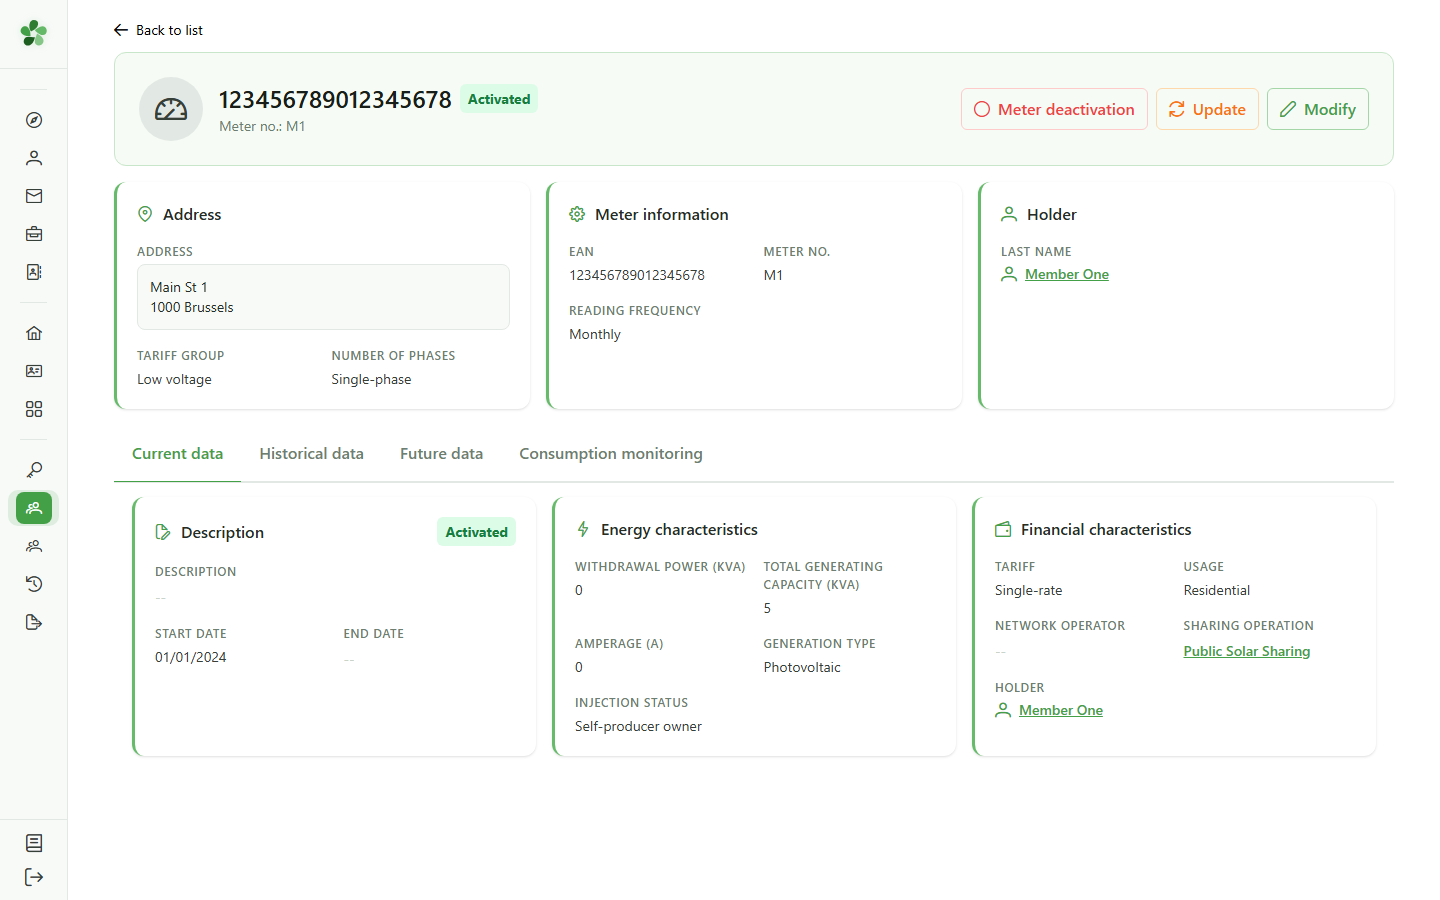 Back to list
123456789012345678 Activated
Meter no.: M1
Meter deactivation
Update
Modify
Address
ADDRESS
Main St 1
1000 Brussels
TARIFF GROUP
Low voltage
NUMBER OF PHASES
Single-phase
Meter information
EAN
123456789012345678
METER NO.
M1
READING FREQUENCY
Monthly
Holder
LAST NAME
Member One
Current data
Historical data
Future data
Consumption monitoring
Description
Activated
DESCRIPTION
--
START DATE
01/01/2024
END DATE
--
Energy characteristics
WITHDRAWAL POWER (KVA)
0
TOTAL GENERATING
CAPACITY (KVA)
5
AMPERAGE (A)
0
GENERATION TYPE
Photovoltaic
INJECTION STATUS
Self-producer owner
Financial characteristics
TARIFF
Single-rate
USAGE
Residential
NETWORK OPERATOR
--
SHARING OPERATION
Public Solar Sharing
HOLDER
Member One